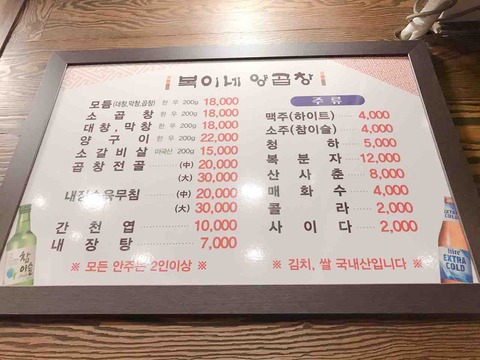 복이네 양곱창
모듬(대창,막창,곱창) 한우 200g 18,000
소곱창 한우 200g 18,000
대창,막창 한우 200g 18,000
양구이 한우 200g 22,000
소갈비살 미국산 200g 15,000
곱창전골 (中) 20,000
(大) 30,000
내장수육무침 (中) 20,000
(大) 30,000
간천엽 10,000
내장탕 7,000
※ 모든 안주는 2인이상 ※
주류
맥주(하이트) 4,000
소주(참이슬) 4,000
청하 5,000
복분자 12,000
산사춘 8,000
매화수 4,000
콜라 2,000
사이다 2,000
※ 김치, 쌀 국내산입니다 ※
참이슬
hite
EXTRA
COLD